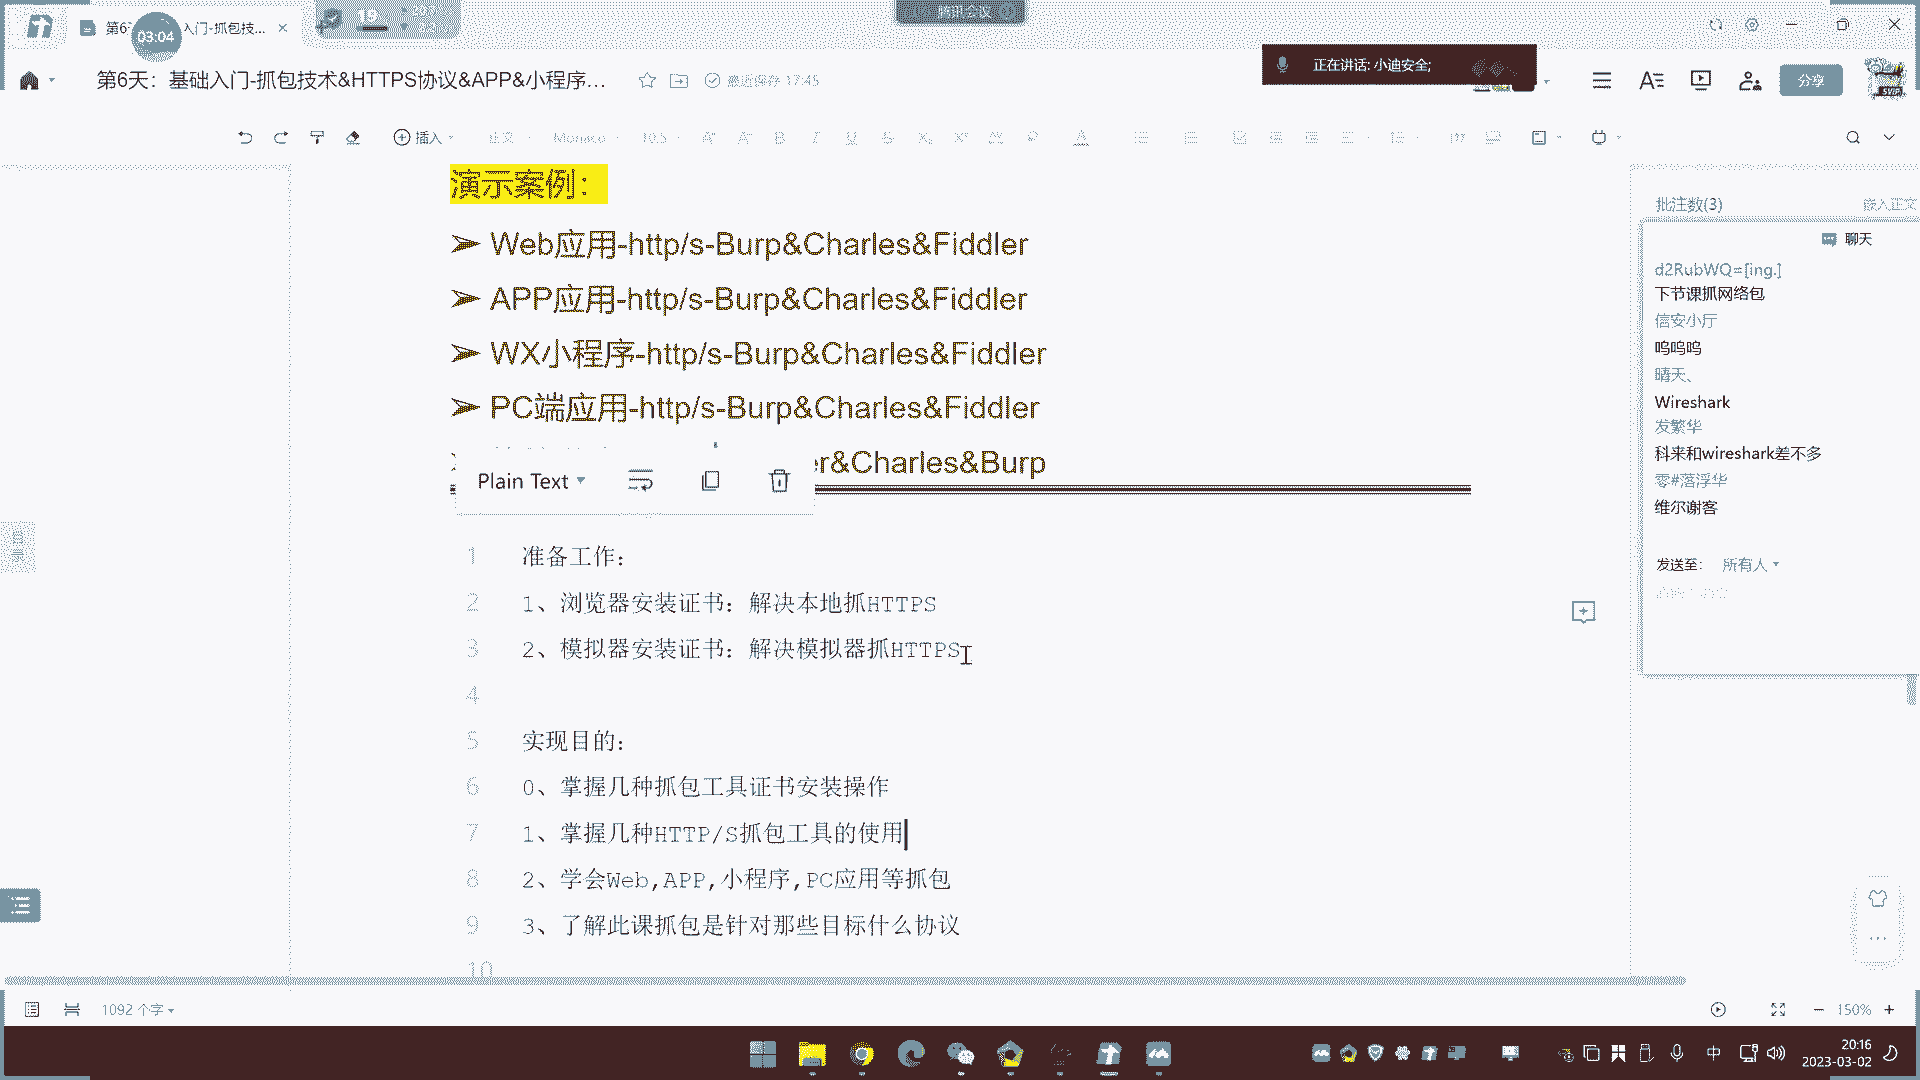 第6
入门-抓包技...
03:04
19
腾讯会议
第6天：基础入门-抓包技术&HTTPS协议&APP&小程序...
最近保存 17:45
正在讲话: 小迪安全;
分享
SVIP
插入
正文
Monaco
10.5
演示案例：
➢ Web应用-http/s-Burp&Charles&Fiddler
➢ APP应用-http/s-Burp&Charles&Fiddler
➢ WX小程序-http/s-Burp&Charles&Fiddler
➢ PC端应用-http/s-Burp&Charles&Fiddler
r&Charles&Burp
Plain Text
1 准备工作：
2 1、浏览器安装证书：解决本地抓HTTPS
3 2、模拟器安装证书：解决模拟器抓HTTPS
4
5 实现目的：
6 0、掌握几种抓包工具证书安装操作
7 1、掌握几种HTTP/S抓包工具的使用
8 2、学会Web,APP,小程序,PC应用等抓包
9 3、了解此课抓包是针对那些目标什么协议
10
批注数(3)
嵌入正文
聊天
d2RubWQ=[ing.]
下节课抓网络包
信安小厅
呜呜呜
晴天、
Wireshark
发繁华
科来和wireshark差不多
零#落浮华
维尔谢客
发送至： 所有人
1092 个字
150%
中
20:16
2023-03-02